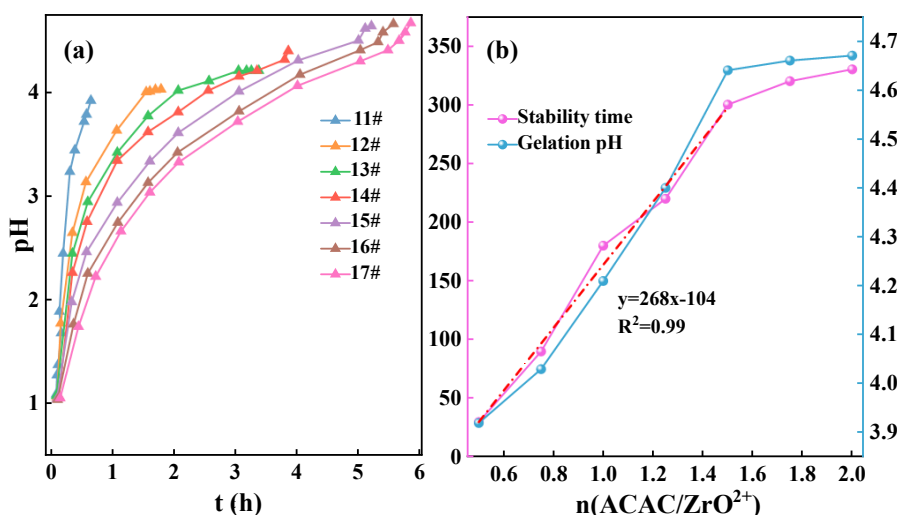 (a)
4
3
2
1
pH
0 1 2 3 4 5 6
t (h)
11#
12#
13#
14#
15#
16#
17#
(b)
350
300
250
200
150
100
50
0
Stability time
Gelation pH
y=268x-104
R²=0.99
4.7
4.6
4.5
4.4
4.3
4.2
4.1
4.0
3.9
0.6 0.8 1.0 1.2 1.4 1.6 1.8 2.0
n(ACAC/ZrO²⁺)